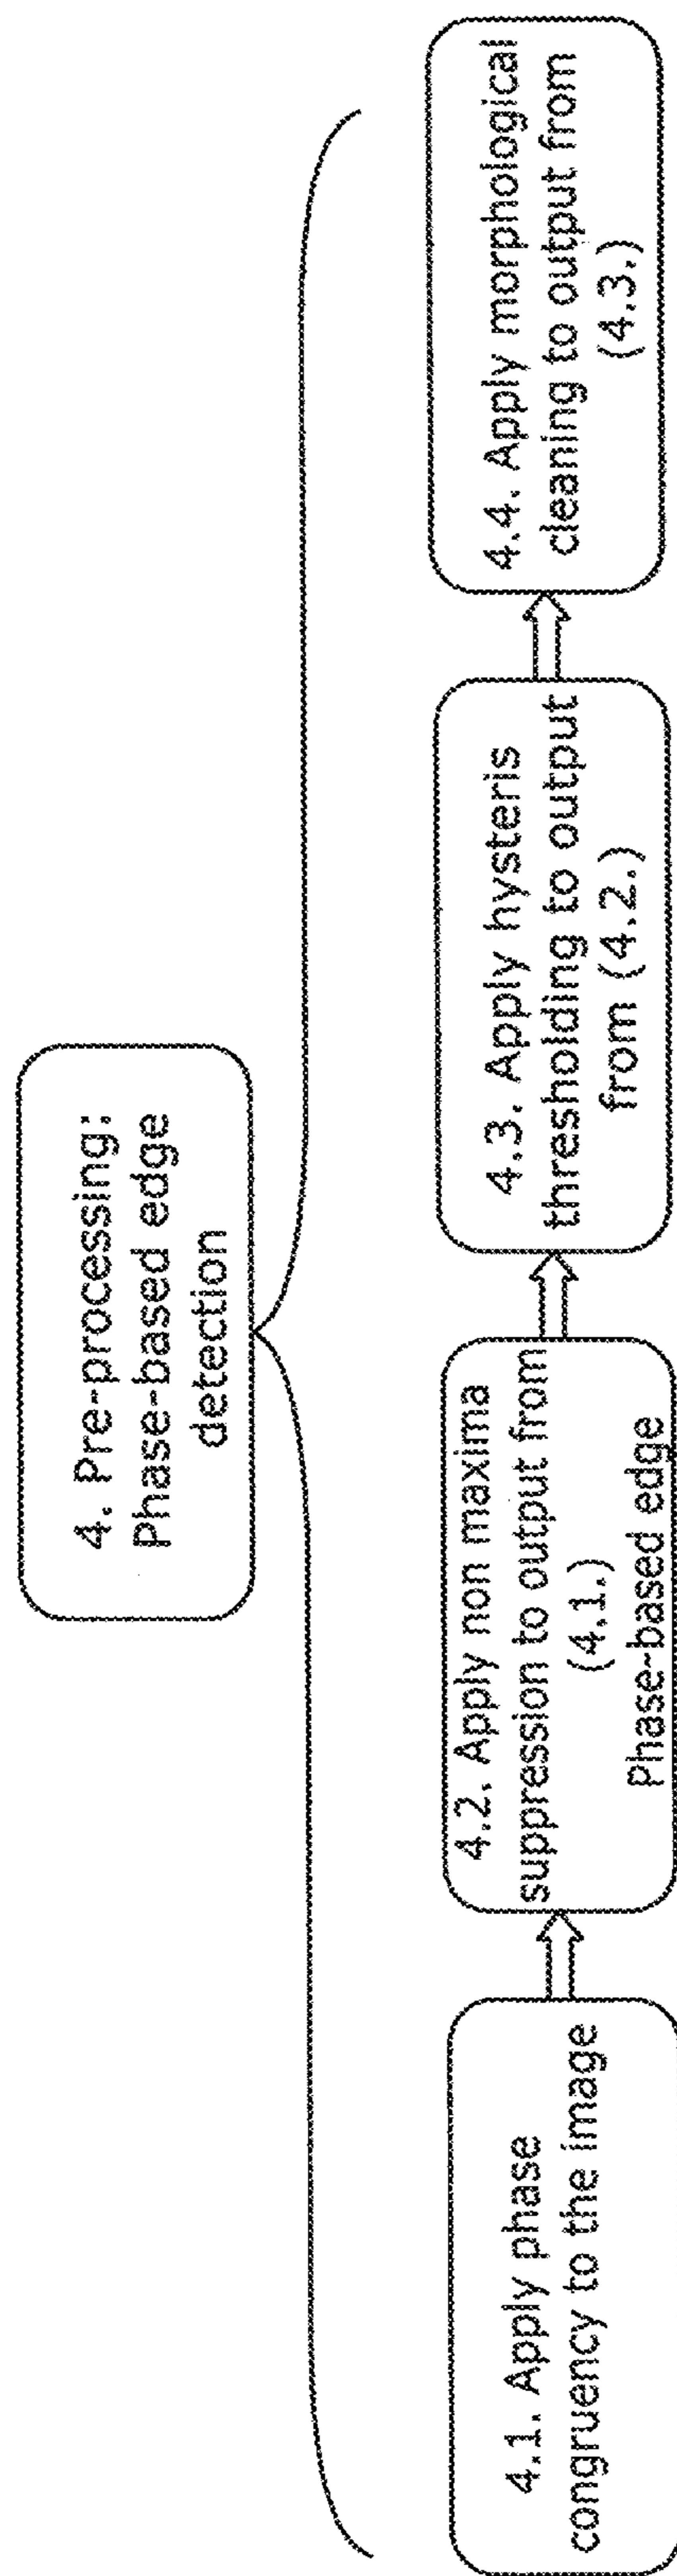 4. Pre-processing:
Phase-based edge
detection
4.1. Apply phase
congruency to the image
4.2. Apply non maxima
suppression to output from
(4.1.)
Phase-based edge
4.3. Apply hysteris
thresholding to output
from (4.2.)
4.4. Apply morphological
cleaning to output from
(4.3.)